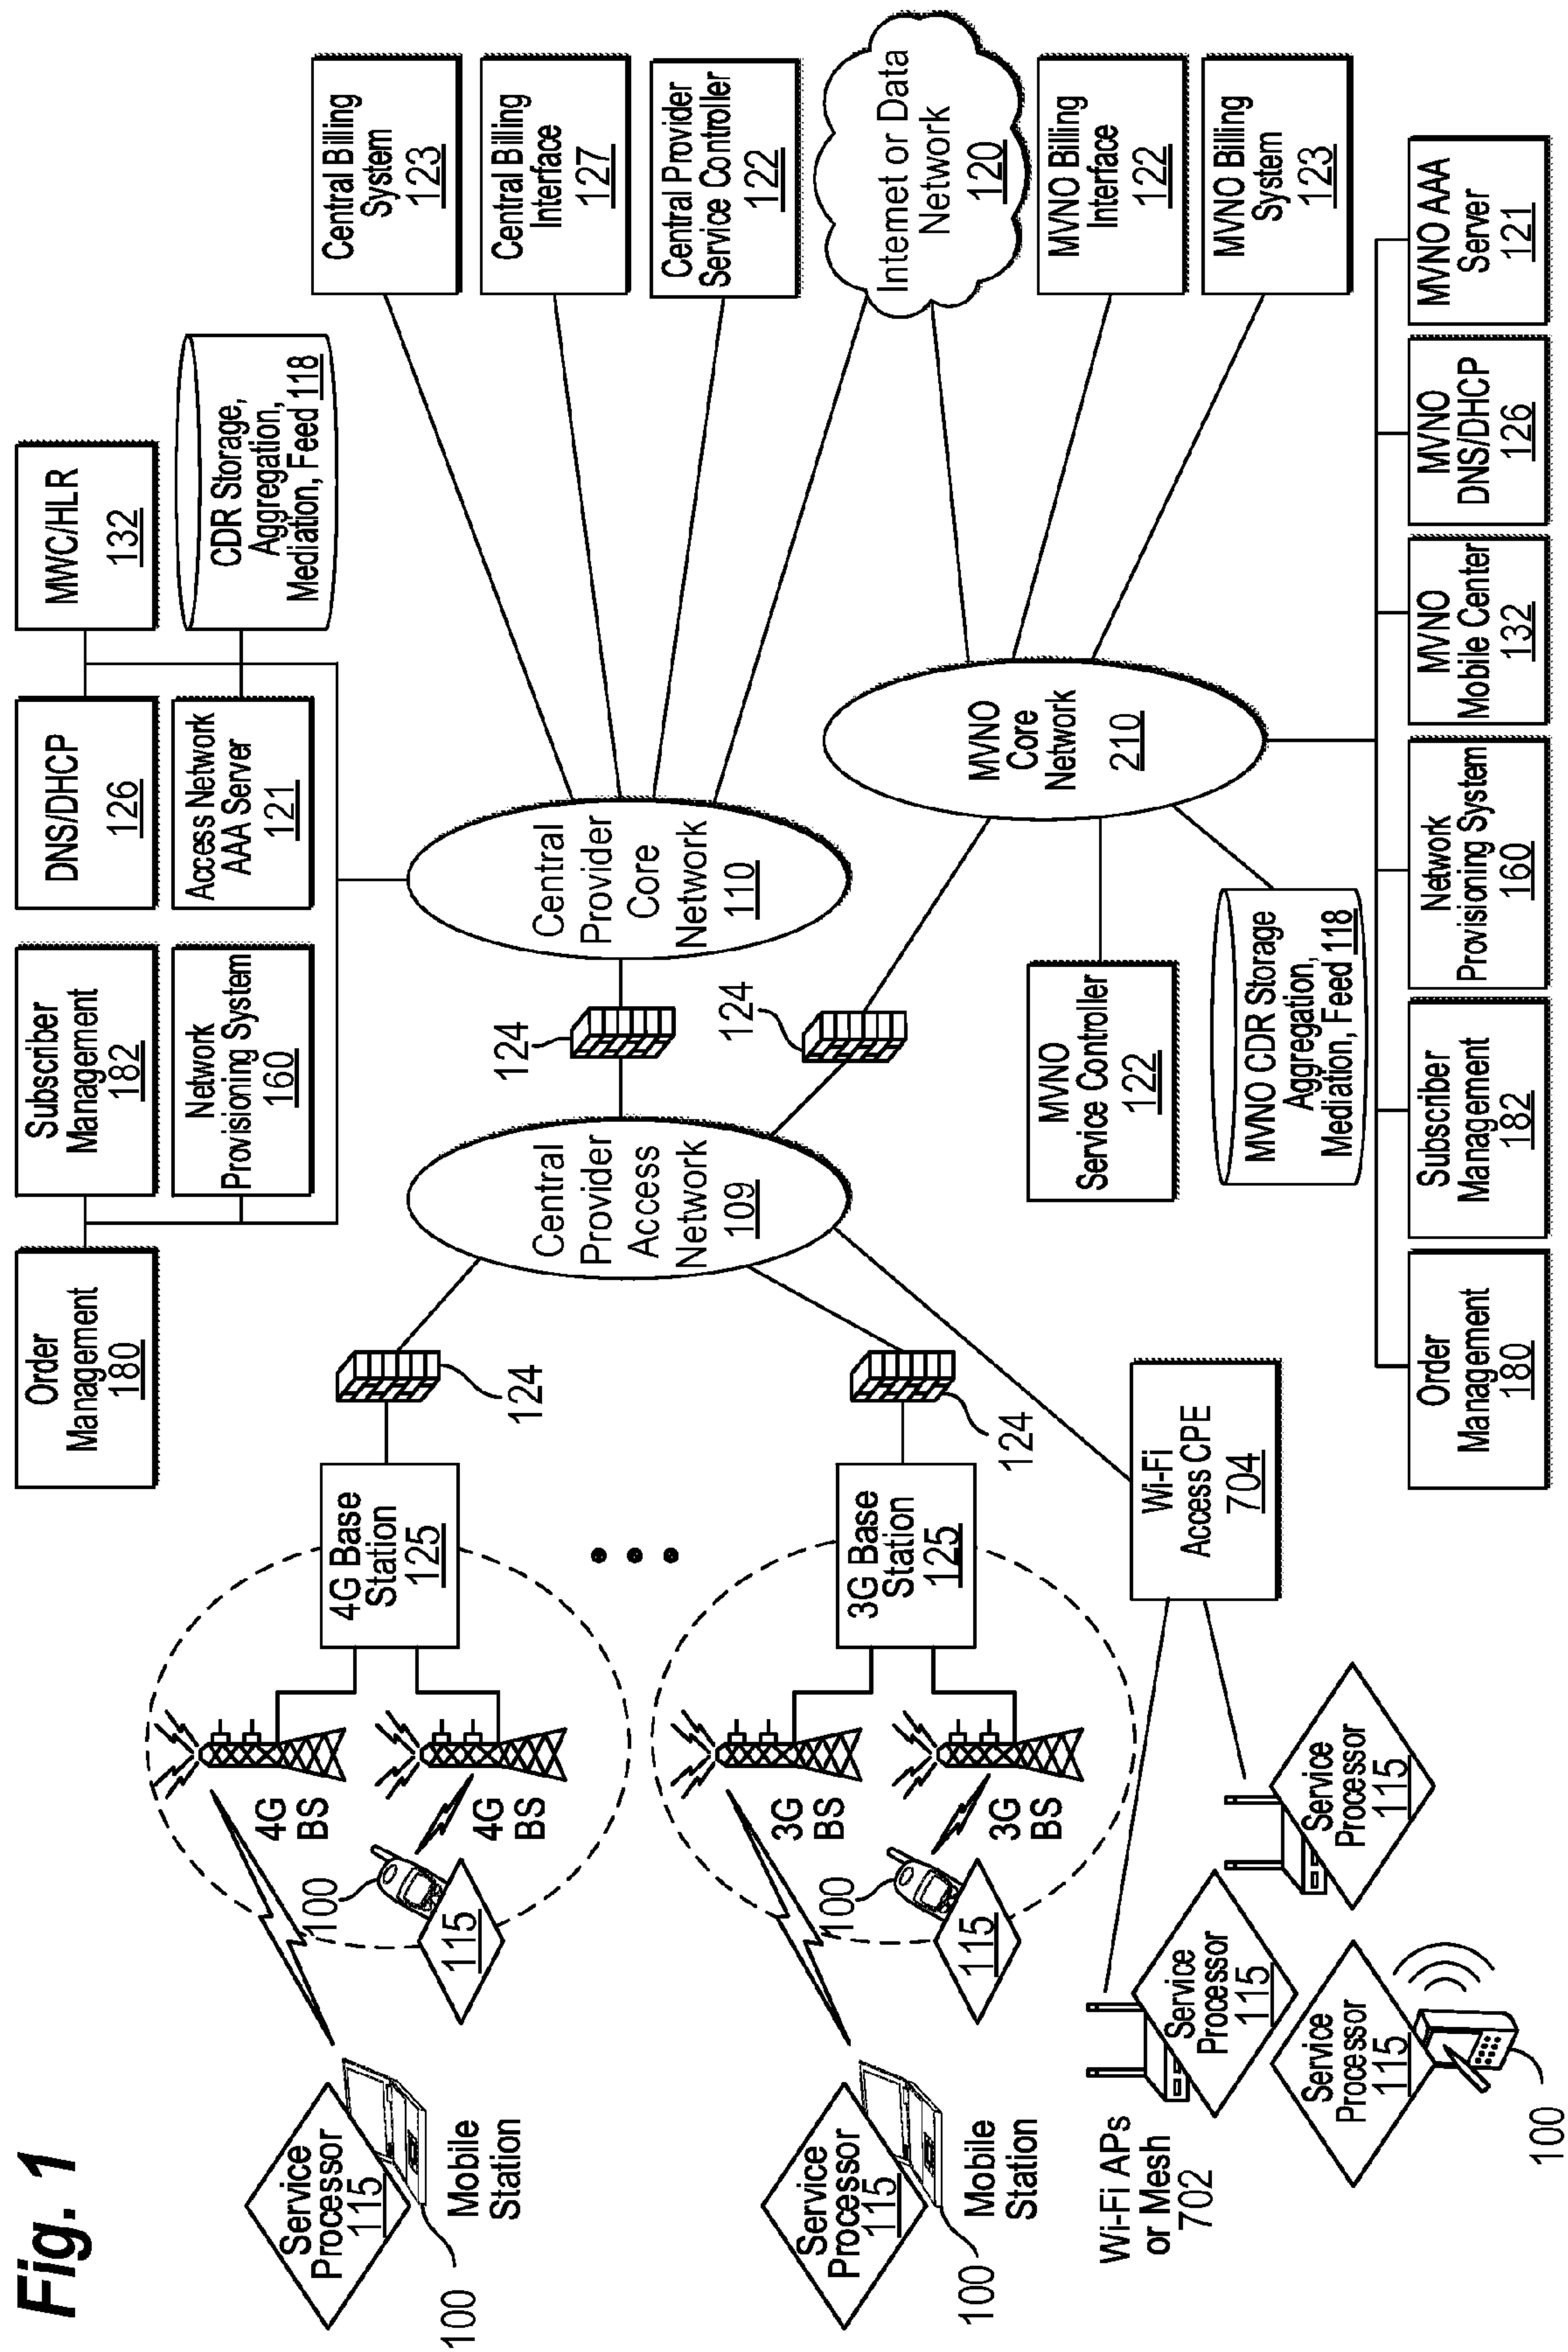 Fig. 1
Order
Management
180
Subscriber
Management
182
DNS/DHCP
126
MWC/HLR
132
Network
Provisioning System
160
Access Network
AAA Server
121
CDR Storage,
Aggregation,
Mediation, Feed 118
Service
Processor
115
100
Mobile
Station
4G
BS
4G
BS
100
115
4G Base
Station
125
124
Central
Provider
Access
Network
109
124
Central
Provider
Core
Network
110
Central Billing
System
123
Central Billing
Interface
127
Central Provider
Service Controller
122
Internet or Data
Network
120
MVNO Billing
Interface
122
MVNO Billing
System
123
Service
Processor
115
100
Mobile
Station
3G
BS
3G
BS
100
115
3G Base
Station
125
124
124
MVNO
Core
Network
210
MVNO
Service Controller
122
MVNO CDR Storage
Aggregation,
Mediation, Feed 118
Wi-Fi APs
or Mesh
702
Service
Processor
115
Service
Processor
115
Service
Processor
115
100
Wi-Fi
Access CPE
704
Order
Management
180
Subscriber
Management
182
Network
Provisioning System
160
MVNO
Mobile Center
132
MVNO
DNS/DHCP
126
MVNO AAA
Server
121